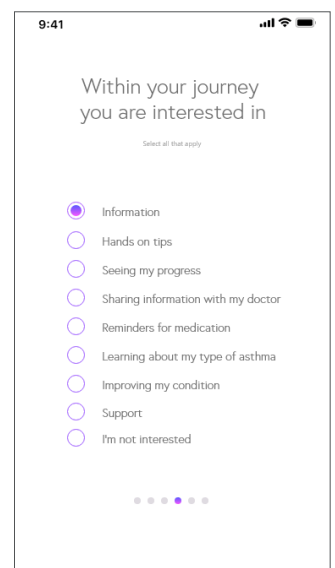 9:41
Within your journey
you are interested in
Select all that apply
Information
Hands on tips
Seeing my progress
Sharing information with my doctor
Reminders for medication
Learning about my type of asthma
Improving my condition
Support
I'm not interested